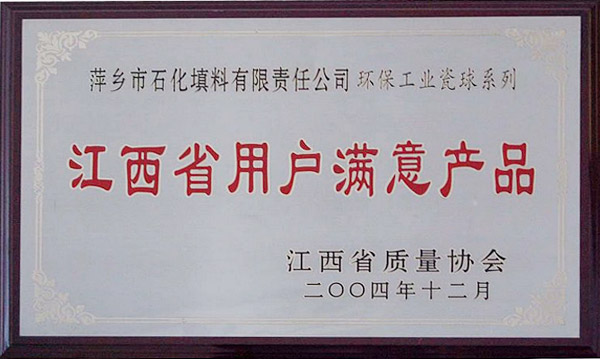 萍乡市石化填料有限责任公司 环保工业瓷球系列
江西省用户满意产品
江西省质量协会
二〇〇四年十二月